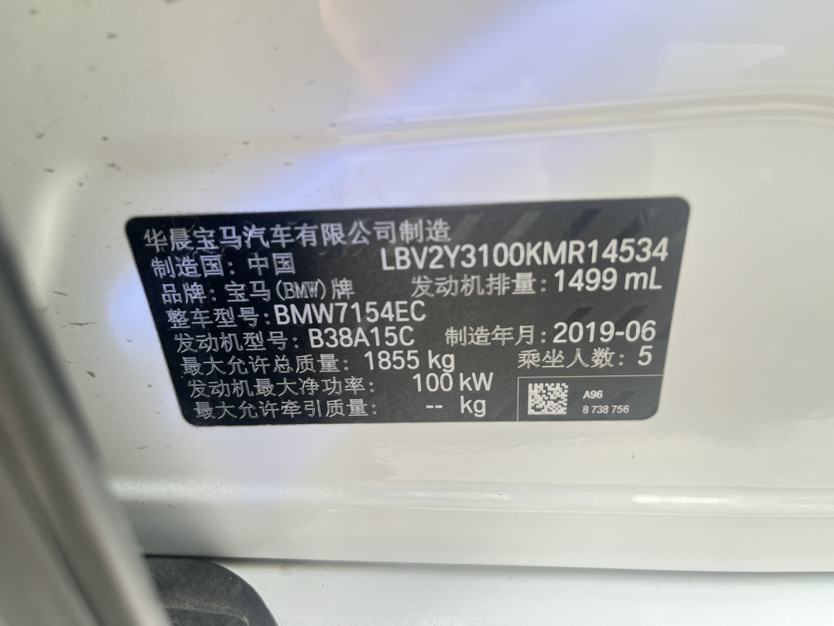 华晨宝马汽车有限公司制造
制造国: 中国 LBV2Y3100KMR14534
品牌: 宝马(BMW)牌 发动机排量: 1499 mL
整车型号: BMW7154EC
发动机型号: B38A15C 制造年月: 2019-06
最大允许总质量: 1855 kg 乘坐人数: 5
发动机最大净功率: 100 kW
最大允许牵引质量: -- kg
A96
8 738 756